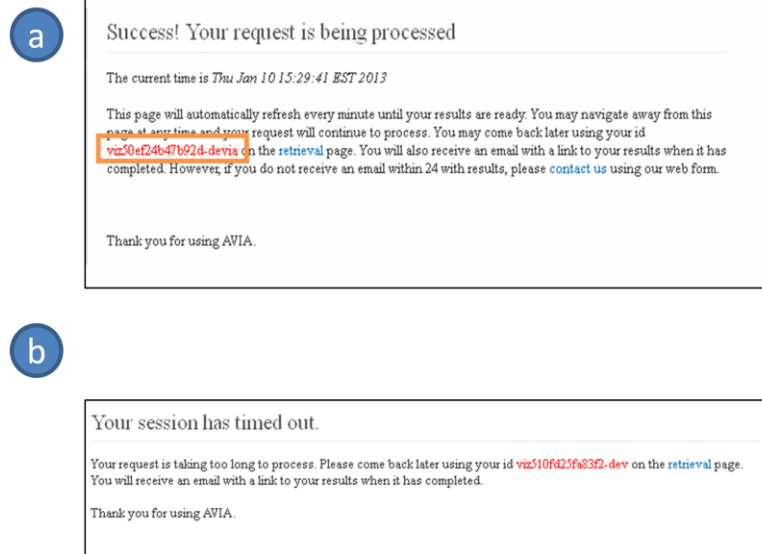 a
Success! Your request is being processed
The current time is Thu Jan 10 15:29:41 EST 2013
This page will automatically refresh every minute until your results are ready. You may navigate away from this
page at any time and your request will continue to process. You may come back later using your id
viz50ef24b47b92d-devia on the retrieval page. You will also receive an email with a link to your results when it has
completed. However, if you do not receive an email within 24 with results, please contact us using our web form.
Thank you for using AVIA.
b
Your session has timed out.
Your request is taking too long to process. Please come back later using your id viz510fd25fa83f2-dev on the retrieval page.
You will receive an email with a link to your results when it has completed.
Thank you for using AVIA.